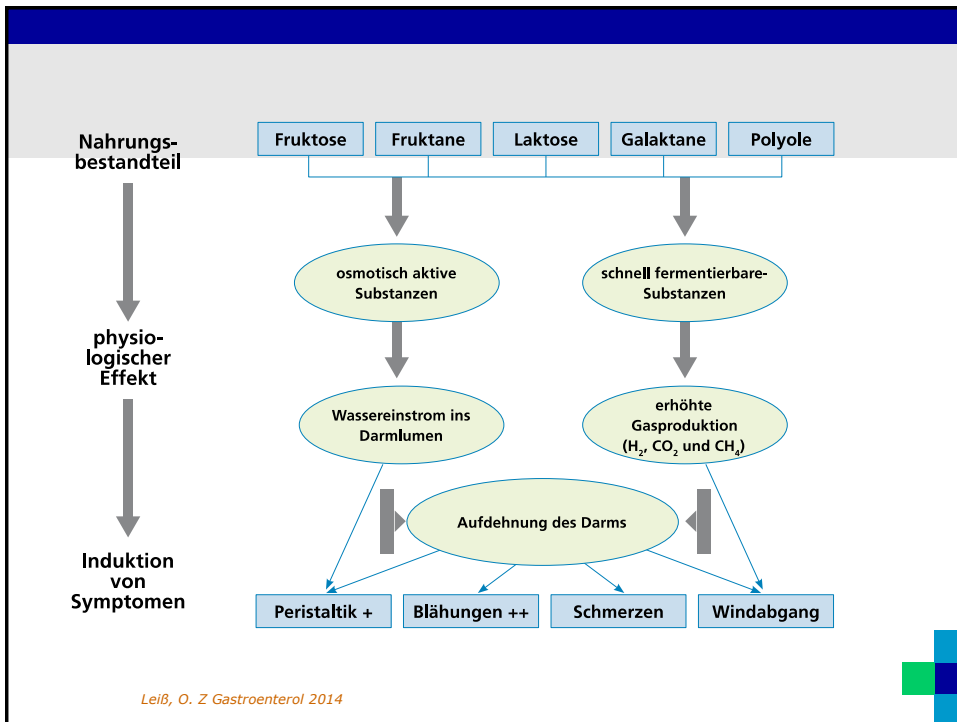 Nahrungs-
bestandteil
Fruktose
Fruktane
Laktose
Galaktane
Polyole
osmotisch aktive
Substanzen
schnell fermentierbare-
Substanzen
physio-
logischer
Effekt
Wassereinstrom ins
Darmlumen
erhöhte
Gasproduktion
(H₂, CO₂ und CH₄)
Aufdehnung des Darms
Induktion
von
Symptomen
Peristaltik +
Blähungen ++
Schmerzen
Windabgang
Leiß, O. Z Gastroenterol 2014